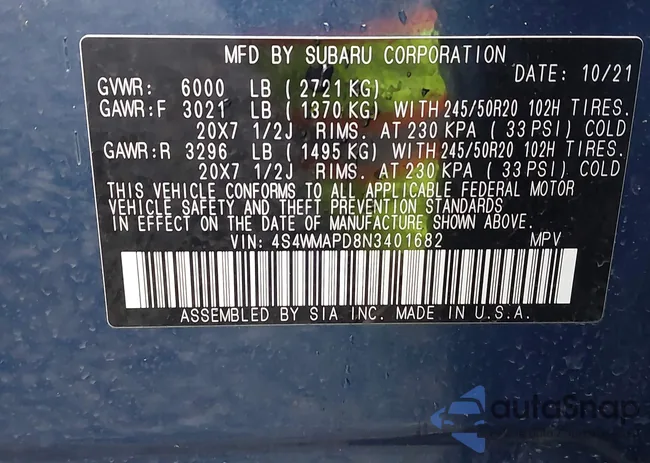 MFD BY SUBARU CORPORATION
DATE: 10/21
GVWR: 6000 LB ( 2721 KG)
GAWR:F 3021 LB ( 1370 KG) WITH 245/50R20 102H TIRES.
20X7 1/2J RIMS. AT 230 KPA ( 33 PSI) COLD
GAWR:R 3296 LB ( 1495 KG) WITH 245/50R20 102H TIRES.
20X7 1/2J RIMS. AT 230 KPA ( 33 PSI) COLD
THIS VEHICLE CONFORMS TO ALL APPLICABLE FEDERAL MOTOR
VEHICLE SAFETY AND THEFT PREVENTION STANDARDS
IN EFFECT ON THE DATE OF MANUFACTURE SHOWN ABOVE.
VIN: 4S4WMAPD8N3401682 MPV
ASSEMBLED BY SIA INC. MADE IN U.S.A.
autoSnap